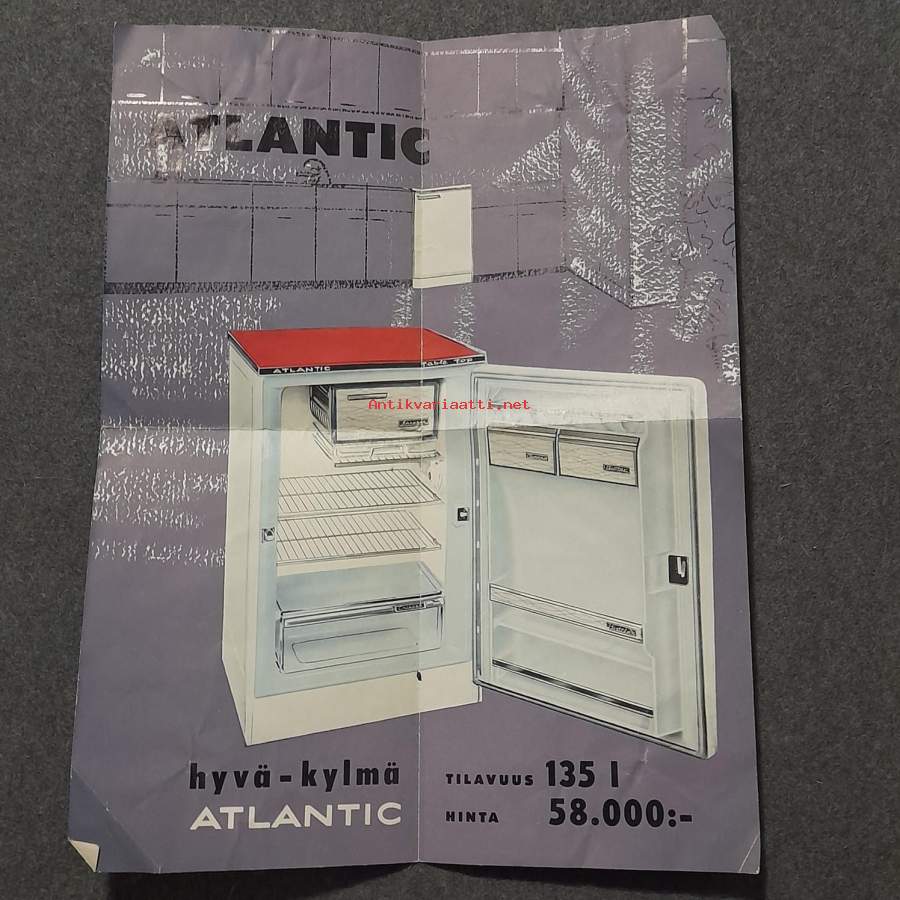 ATLANTIC
ATLANTIC Table Top
Antikvariaatti.net
hyvä-kylmä
ATLANTIC
TILAVUUS 135 l
HINTA 58.000:-